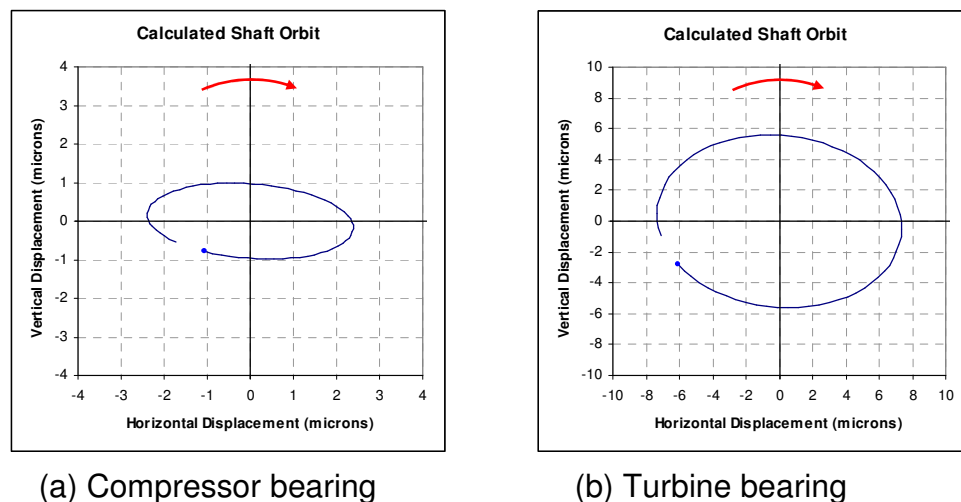 Calculated Shaft Orbit
4
3
2
1
0
-1
-2
-3
-4
-4 -3 -2 -1 0 1 2 3 4
Vertical Displacement (microns)
Horizontal Displacement (microns)
(a) Compressor bearing
Calculated Shaft Orbit
10
8
6
4
2
0
-2
-4
-6
-8
-10
-10 -8 -6 -4 -2 0 2 4 6 8 10
Vertical Displacement (microns)
Horizontal Displacement (microns)
(b) Turbine bearing